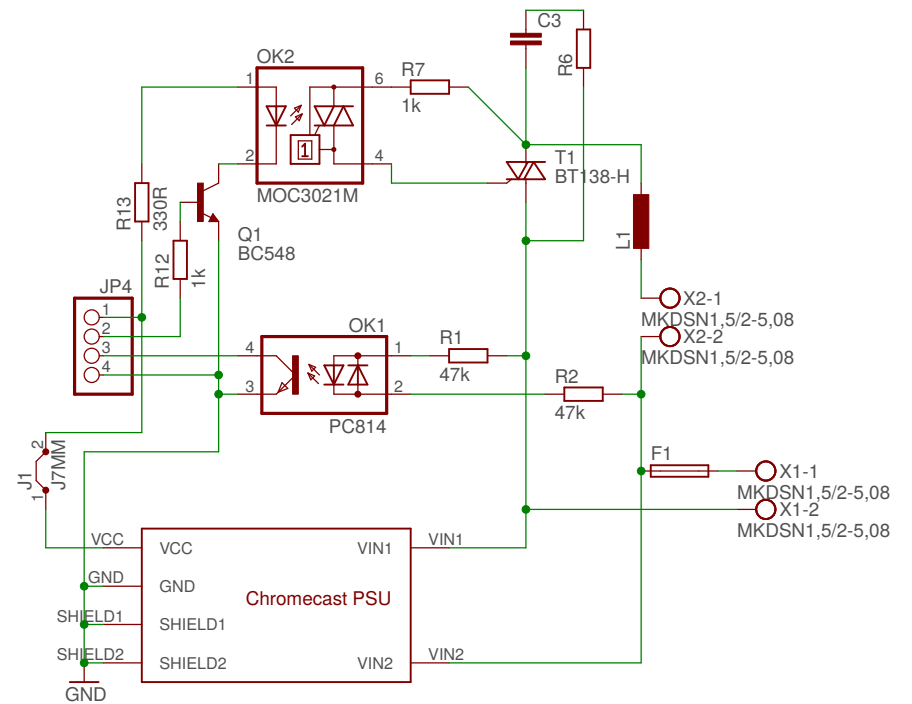 C3
R6
OK2
1
6
R7
1k
1
2
4
MOC3021M
T1
BT138-H
R13
330R
Q1
BC548
R12
1k
L1
JP4
1
2
3
4
X2-1
MKDSN1,5/2-5,08
X2-2
MKDSN1,5/2-5,08
OK1
4
1
R1
47k
3
2
R2
47k
PC814
J1
2
1
J7MM
F1
X1-1
MKDSN1,5/2-5,08
X1-2
MKDSN1,5/2-5,08
VCC
VCC
VIN1
VIN1
GND
GND
Chromecast PSU
SHIELD1
SHIELD1
SHIELD2
SHIELD2
VIN2
VIN2
GND